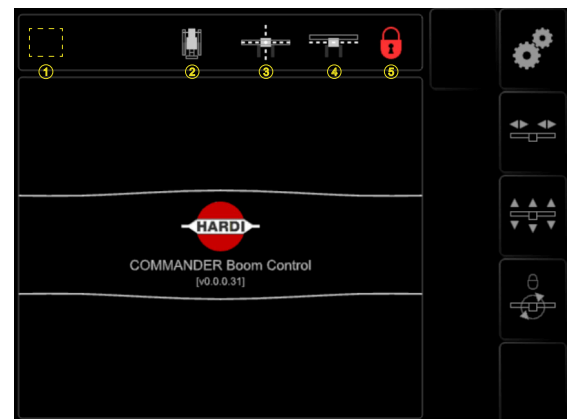 ① ② ③ ④ ⑤
HARDI
COMMANDER Boom Control
[v0.0.0.31]